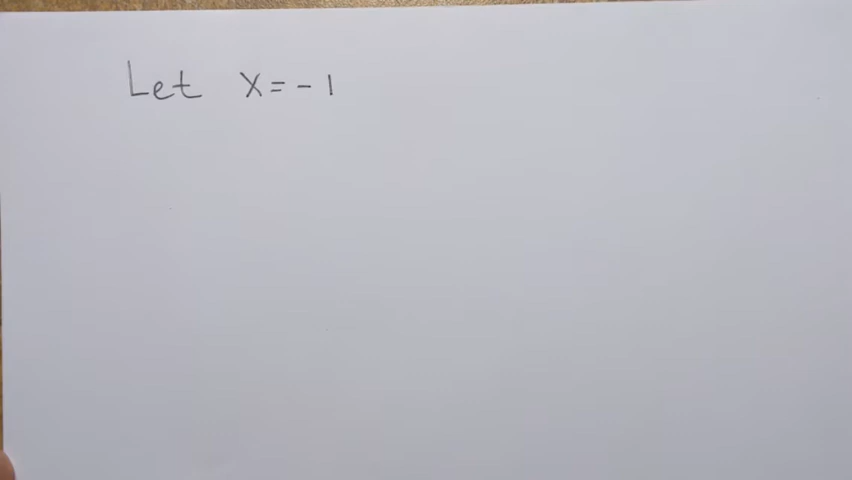 Let x = - 1